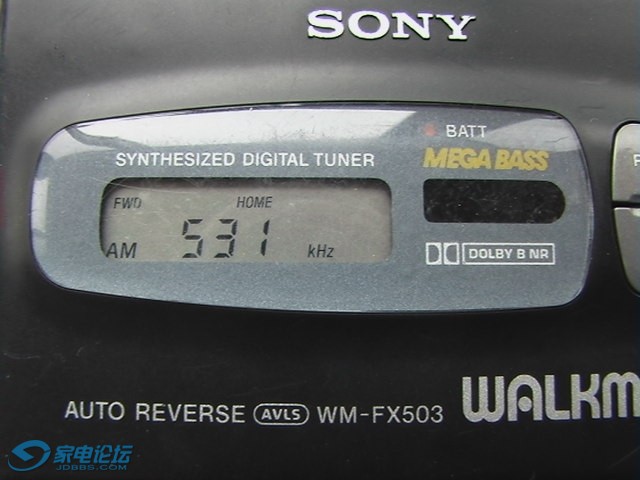 SONY
BATT
SYNTHESIZED DIGITAL TUNER
MEGA BASS
FWD HOME
AM 531 kHz
DOLBY B NR
AUTO REVERSE AVLS WM-FX503
WALKM
家电论坛
JDBBS.COM